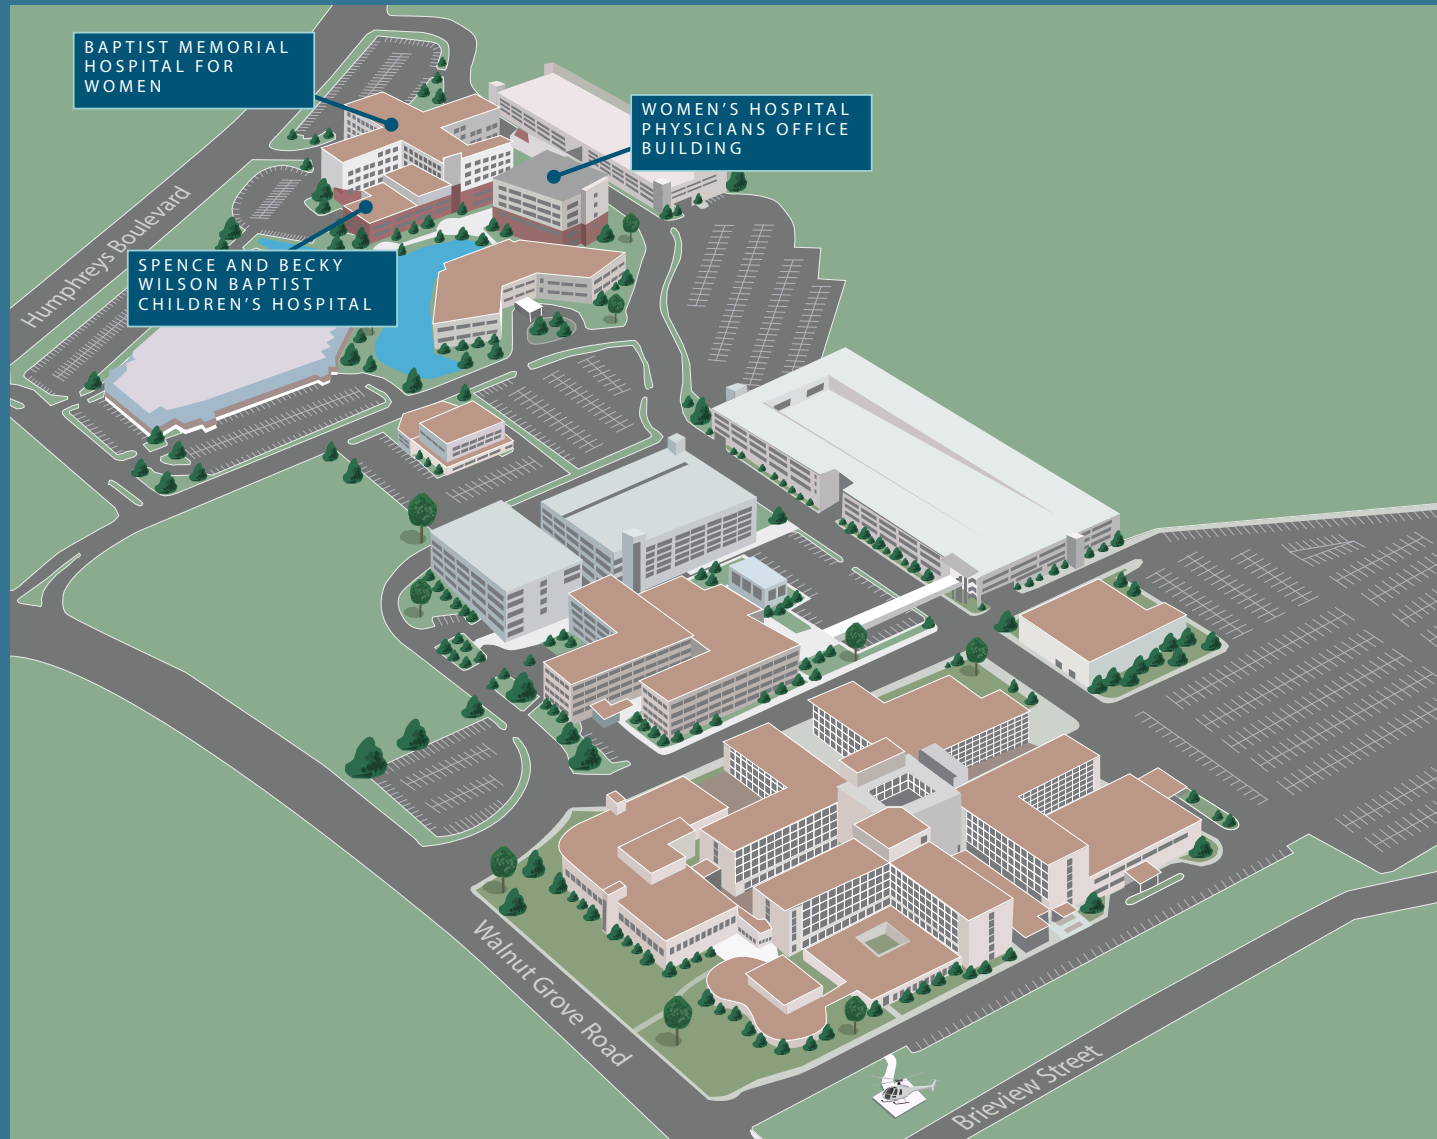 BAPTIST MEMORIAL
HOSPITAL FOR
WOMEN
WOMEN'S HOSPITAL
PHYSICIANS OFFICE
BUILDING
Humphreys Boulevard
SPENCE AND BECKY
WILSON BAPTIST
CHILDREN'S HOSPITAL
Walnut Grove Road
Brieview Street